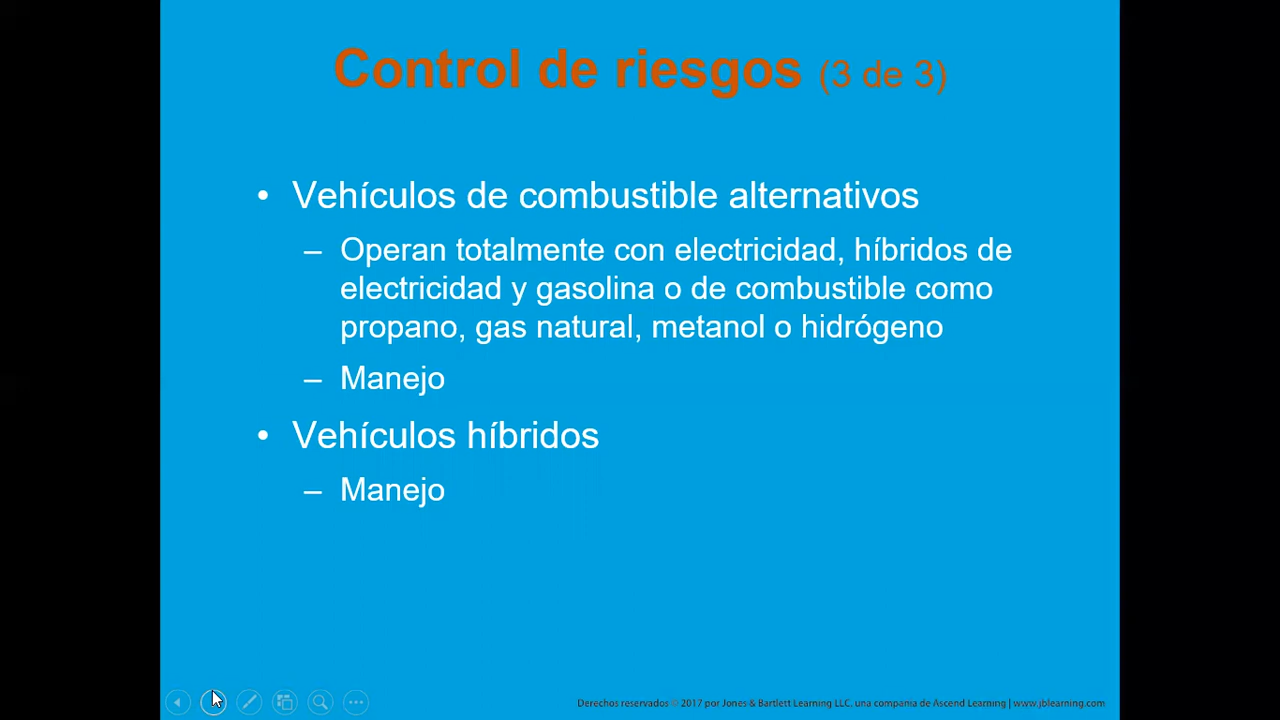 Control de riesgos (3 de 3)
• Vehículos de combustible alternativos
– Operan totalmente con electricidad, híbridos de
electricidad y gasolina o de combustible como
propano, gas natural, metanol o hidrógeno
– Manejo
• Vehículos híbridos
– Manejo
Derechos reservados © 2017 por Jones & Bartlett Learning LLC. una compania de Ascend Learning | www.jblearning.com